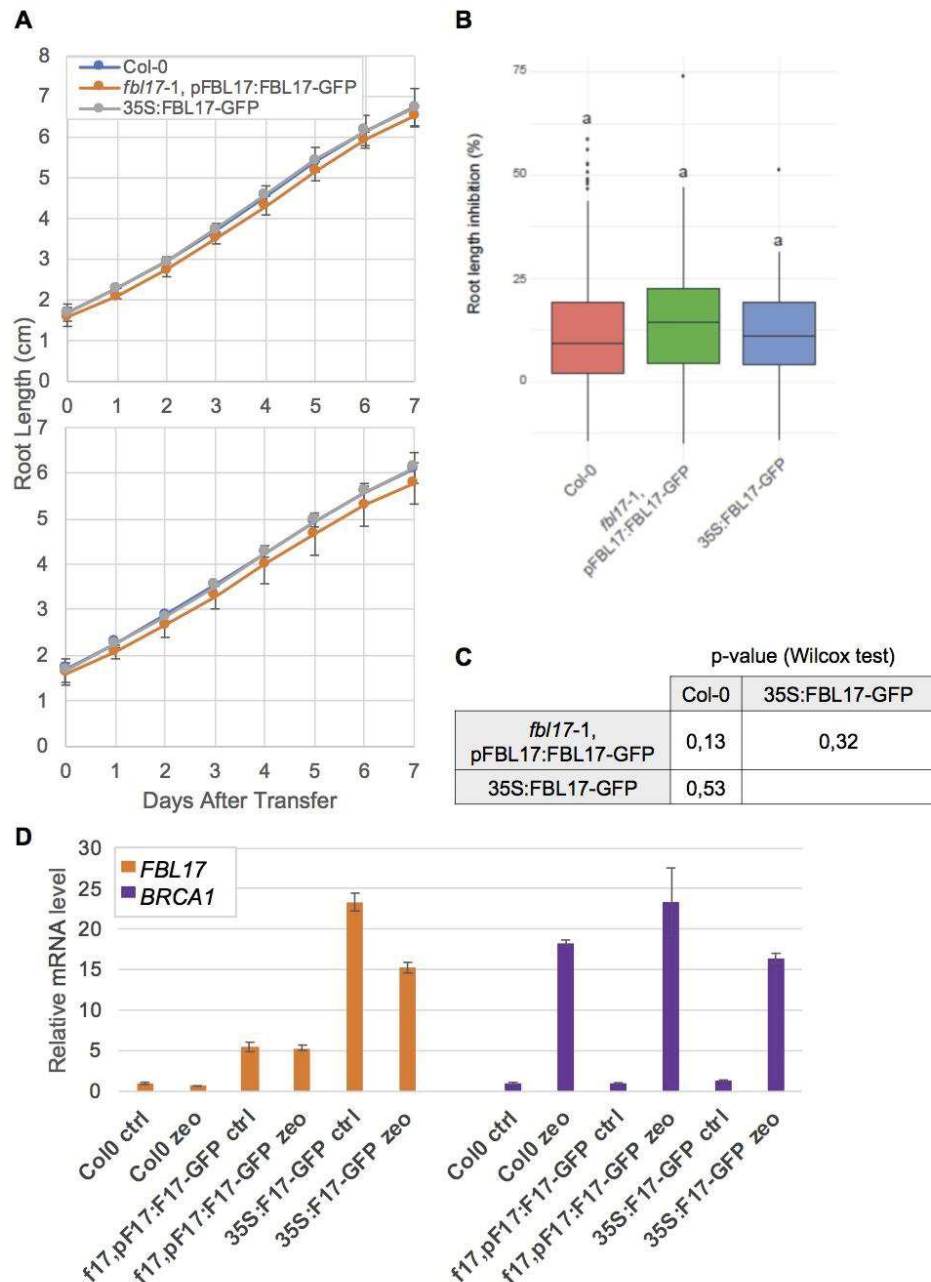 A
Col-0
fbl17-1, pFBL17:FBL17-GFP
35S:FBL17-GFP
8
7
6
5
4
3
2
1
0
0 1 2 3 4 5 6 7
Root Length (cm)
7
6
5
4
3
2
1
0
0 1 2 3 4 5 6 7
Days After Transfer
B
Root length inhibition (%)
75
50
25
0
a
a
a
Col-0
fbl17-1,
pFBL17:FBL17-GFP
35S:FBL17-GFP
C
p-value (Wilcox test)
Col-0 35S:FBL17-GFP
fbl17-1,
pFBL17:FBL17-GFP
0,13 0,32
35S:FBL17-GFP 0,53
D
FBL17
BRCA1
Relative mRNA level
30
25
20
15
10
5
0
Col0 ctrl
Col0 zeo
f17,pF17:F17-GFP ctrl
f17,pF17:F17-GFP zeo
35S:F17-GFP ctrl
35S:F17-GFP zeo
Col0 ctrl
Col0 zeo
f17,pF17:F17-GFP ctrl
f17,pF17:F17-GFP zeo
35S:F17-GFP ctrl
35S:F17-GFP zeo